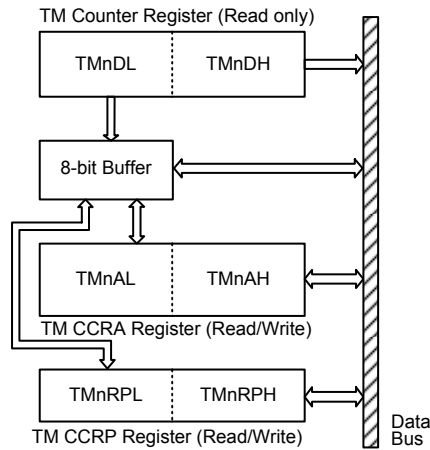 TM Counter Register (Read only)
TMnDL TMnDH
8-bit Buffer
TMnAL TMnAH
TM CCRA Register (Read/Write)
TMnRPL TMnRPH
TM CCRP Register (Read/Write)
Data
Bus